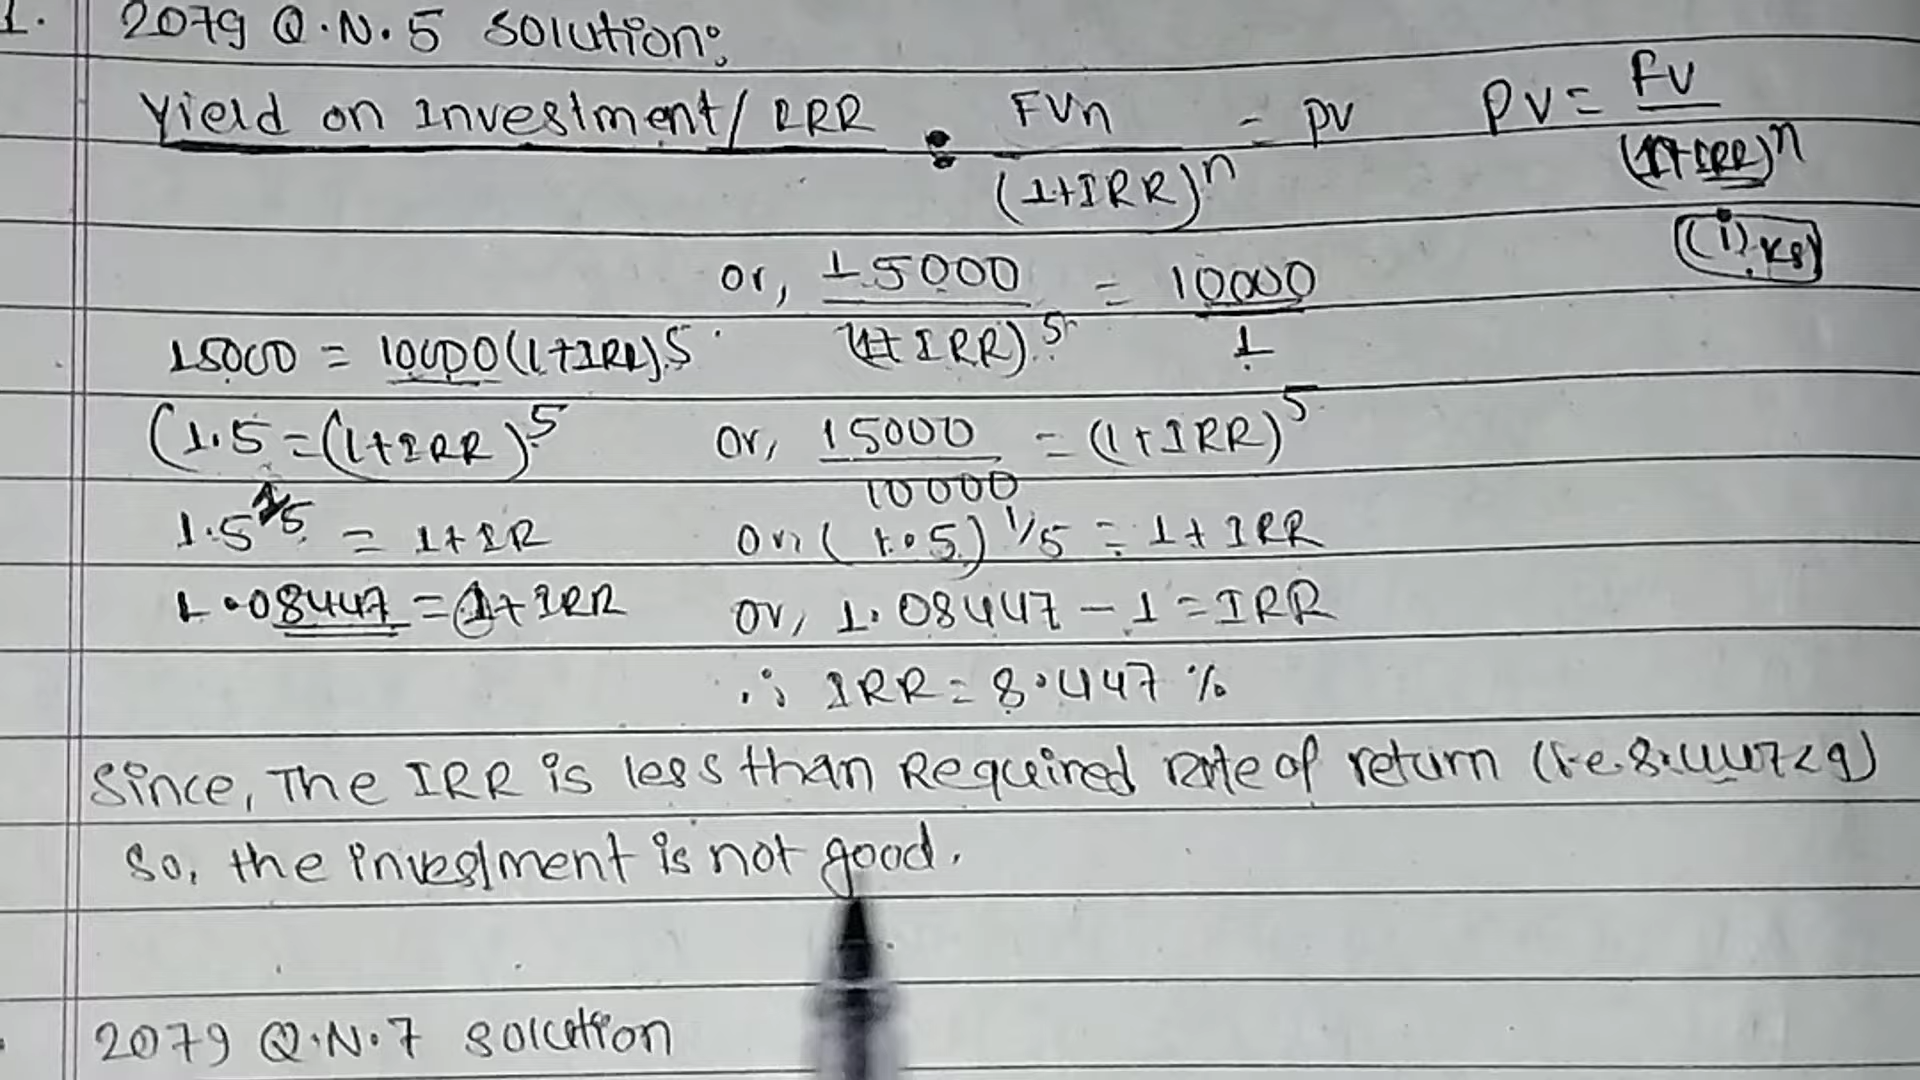 1. 2079 Q.N.5 Solution:
Yield on Investment/IRR : FVn / (1+IRR)^n = PV PV = FV / (1+IRR)^n
(i) Ks
or, 15000 / (1+IRR)^5 = 10000 / 1
15000 = 10000(1+IRR)^5
(1.5 = (1+IRR)^5 or, 15000 / 10000 = (1+IRR)^5
1.5^1/5 = 1+IR or, (1.5)^1/5 = 1+IRR
1.08447 = 1+IRR or, 1.08447 - 1 = IRR
∴ IRR = 8.447 %
Since, The IRR is less than Required rate of return (i.e. 8.447<9)
So, the investment is not good.
2079 Q.N.7 Solution